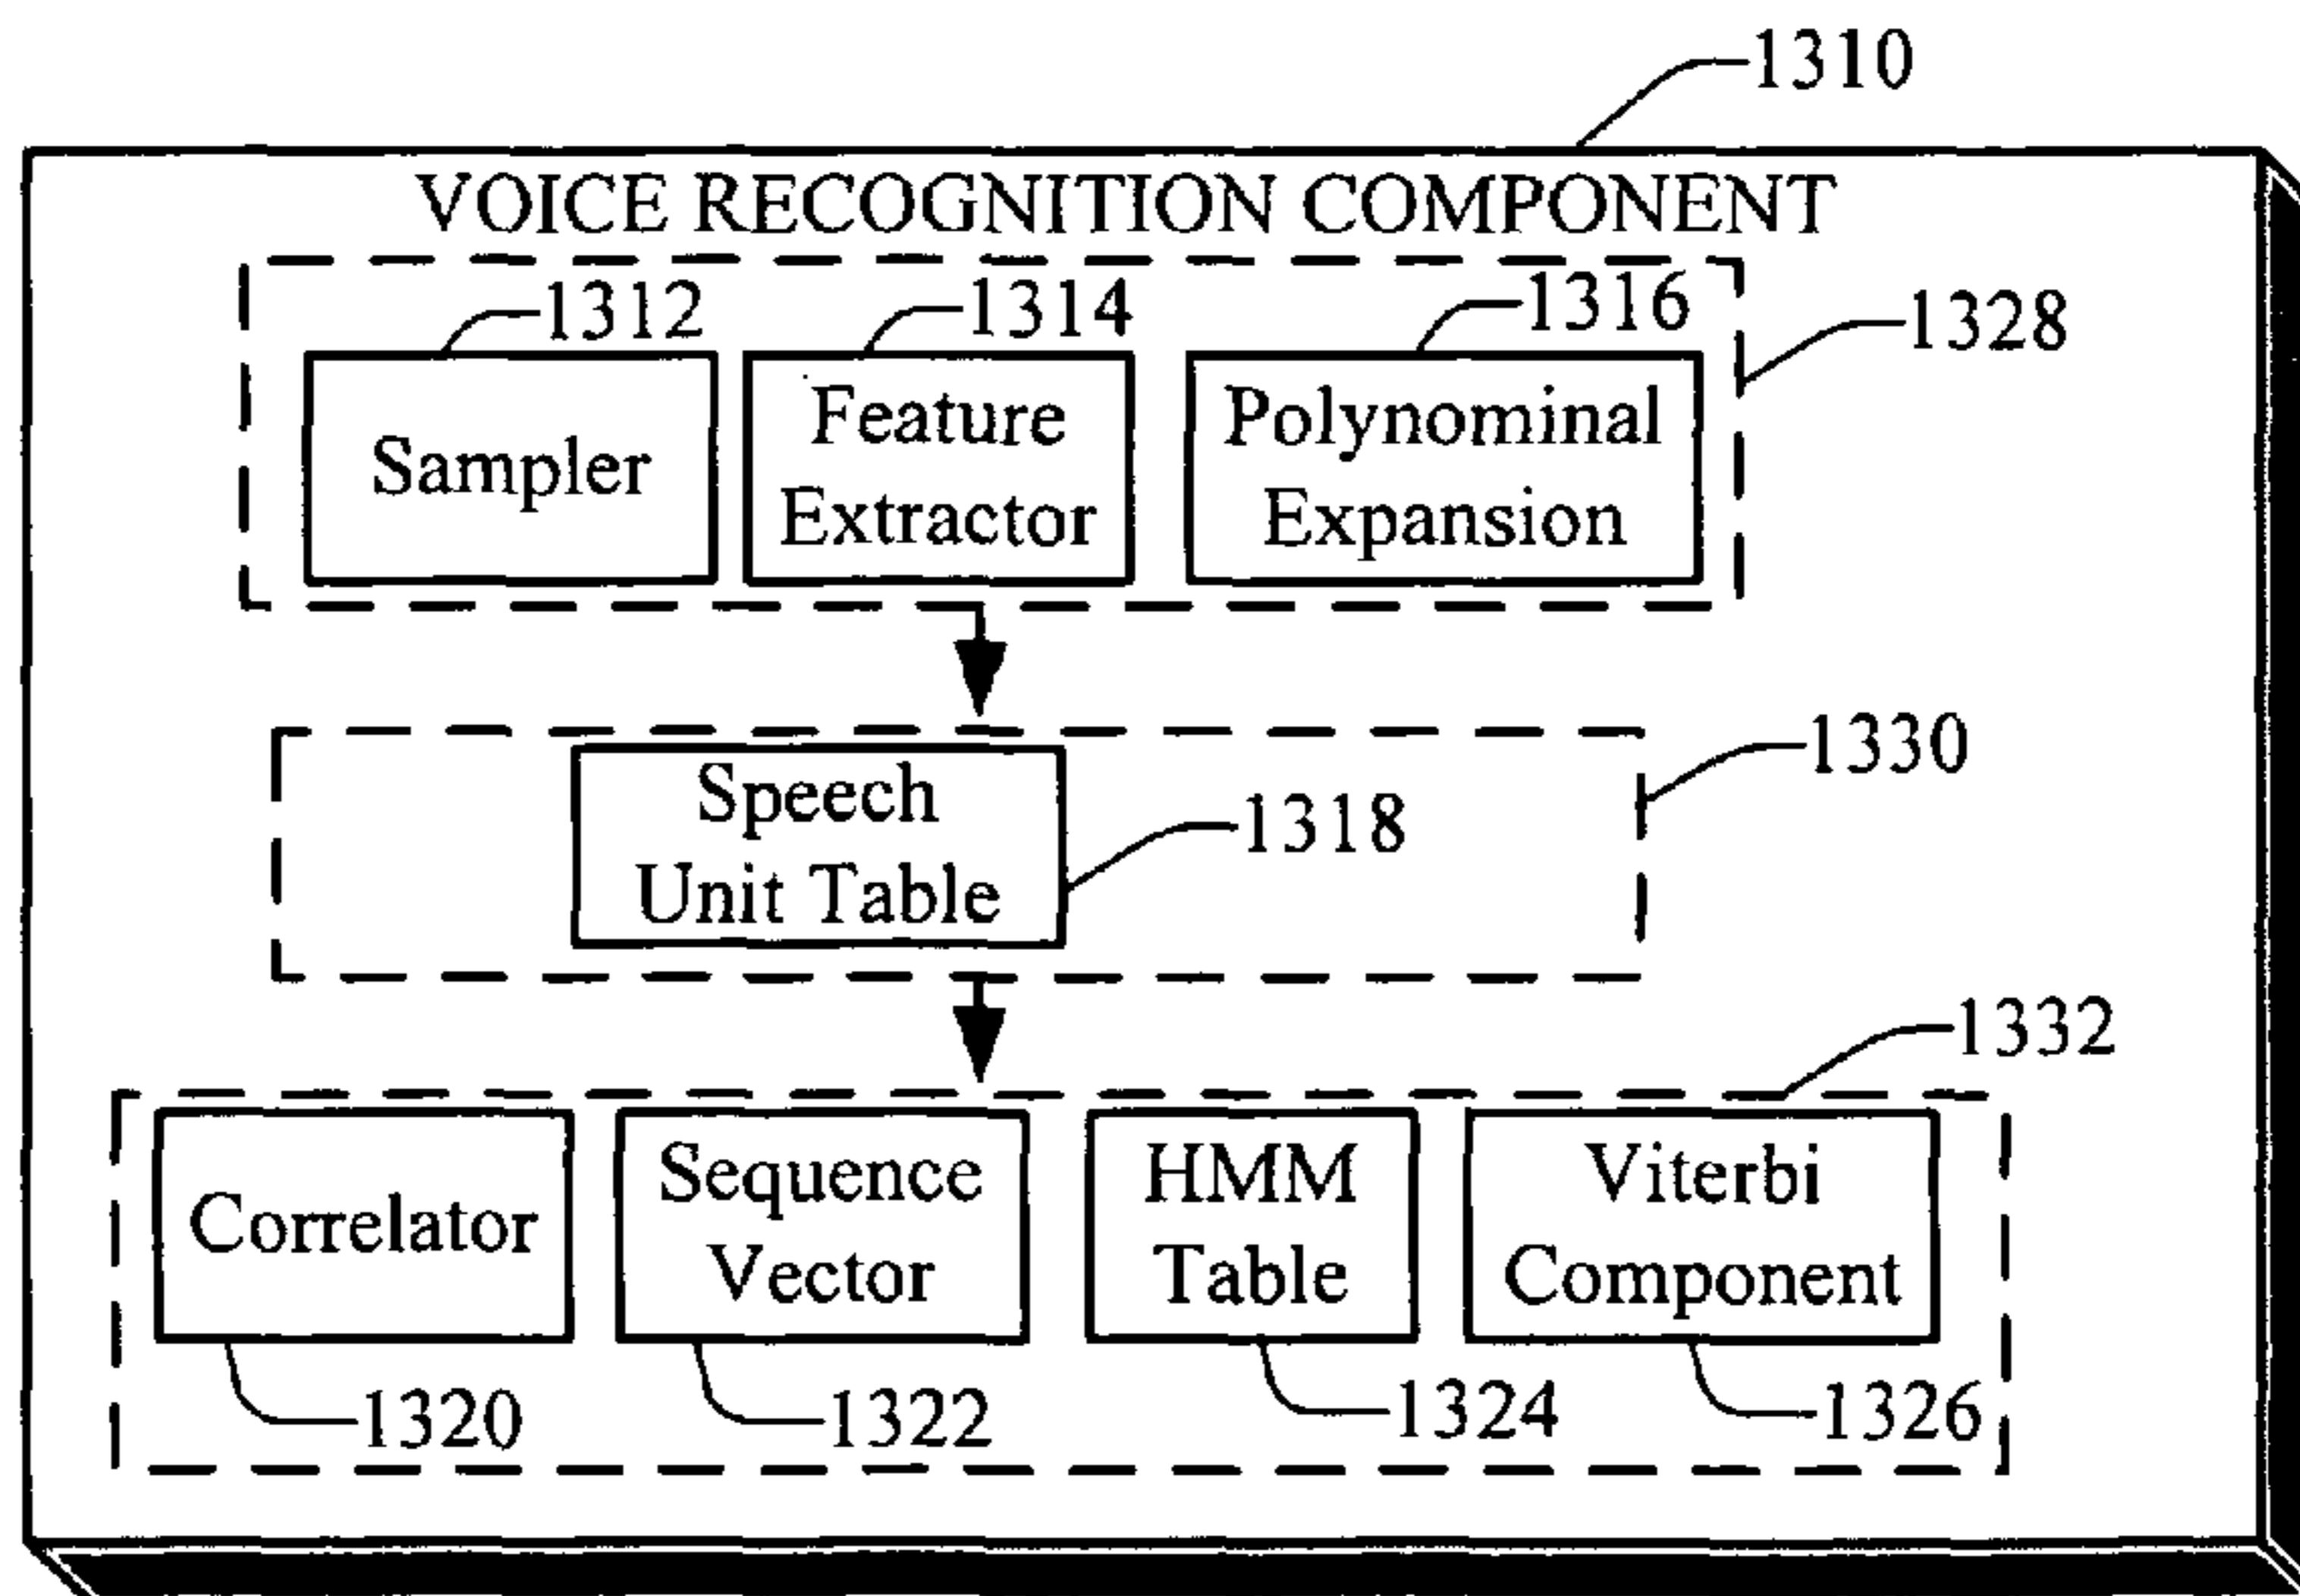 1310
VOICE RECOGNITION COMPONENT
1312
1314
1316
1328
Sampler
Feature
Extractor
Polynominal
Expansion
1330
Speech
Unit Table
1318
1332
Correlator
Sequence
Vector
HMM
Table
Viterbi
Component
1320
1322
1324
1326